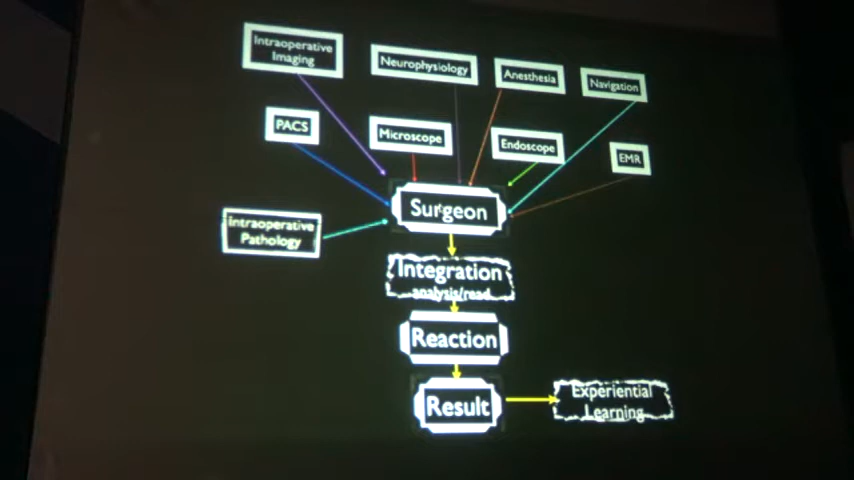 Intraoperative
Imaging
Neurophysiology
Anesthesia
Navigation
PACS
Microscope
Endoscope
EMR
Surgeon
Intraoperative
Pathology
Integration
analysis/read
Reaction
Result
Experiential
Learning